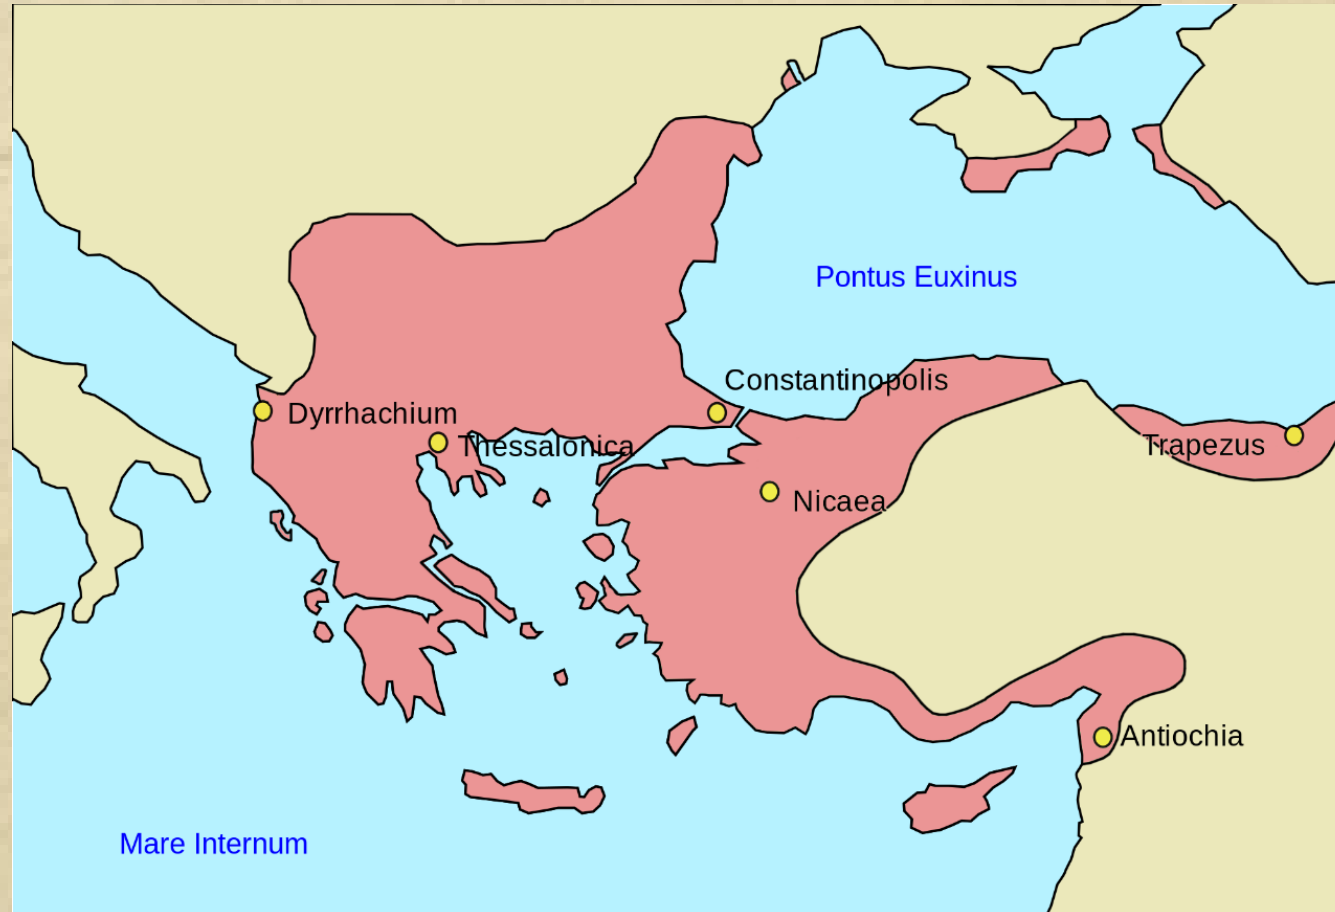 Pontus Euxinus
Constantinopolis
Dyrrhachium
Thessalonica
Trapezus
Nicaea
Antiochia
Mare Internum